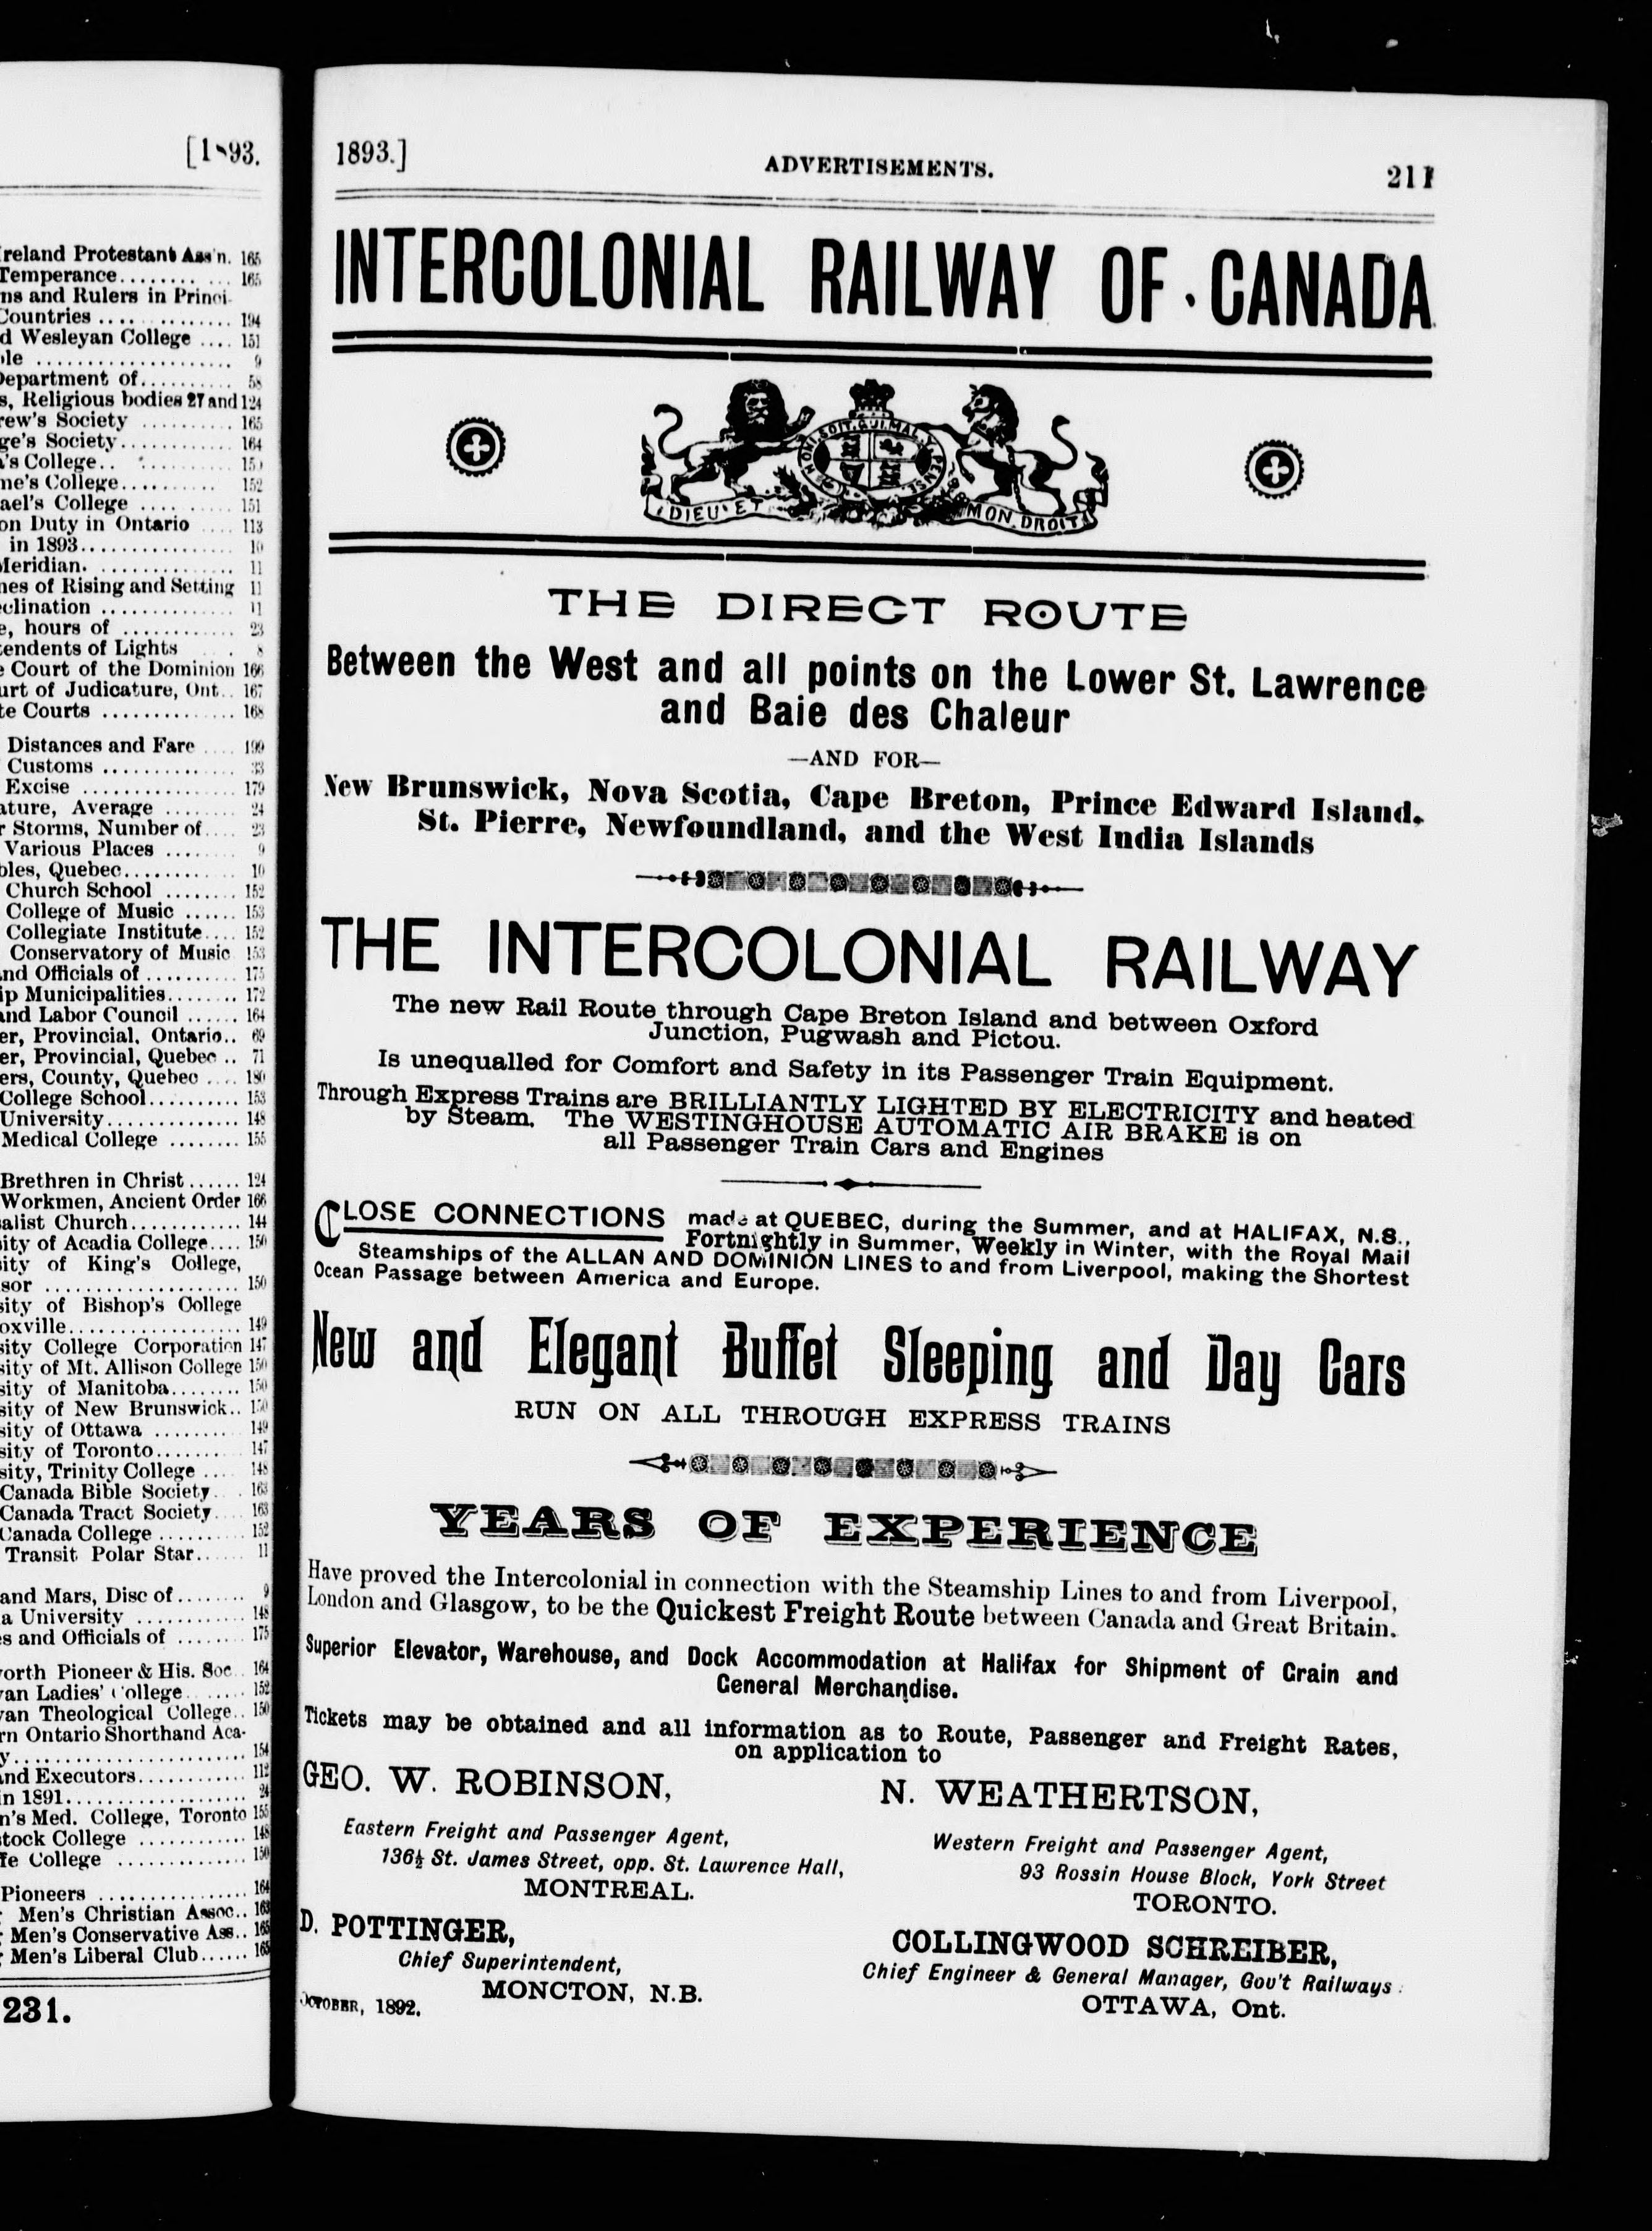 [1893.
Ireland Protestant Ass'n. 165
Temperance........ ... 165
ns and Rulers in Princi-
Countries .... ............. 194
d Wesleyan College .... 151
le .................... 9
Department of.......... 58
s, Religious bodies 27 and 124
rew's Society .......... 165
ge's Society............ 164
's College.. ..........
ne's College.......... 152
ael's College .... ...... 151
on Duty in Ontario .... 113
in 1893................ 10
Meridian. .............. 11
nes of Rising and Setting 11
clination .............. 11
e, hours of ............ 23
endents of Lights . 8
e Court of the Dominion 166
urt of Judicature, Ont.. 167
te Courts .............. 168
Distances and Fare .... 199
Customs .............. 33
Excise ................ 179
ature, Average ........ 24
r Storms, Number of.... 23
Various Places ........ 9
bles, Quebec............ 10
Church School ........ 152
College of Music ...... 153
Collegiate Institute.... 152
Conservatory of Music 153
and Officials of .......... 175
ip Municipalities........ 172
and Labor Council ...... 164
er, Provincial, Ontario.. 69
er, Provincial, Quebec .. 71
ers, County, Quebec .... 180
College School.......... 153
University.............. 148
Medical College ........ 155
Brethren in Christ...... 124
Workmen, Ancient Order 166
salist Church............ 144
sity of Acadia College.... 150
sity of King's College,
sor .................... 150
sity of Bishop's College
oxville.................. 149
sity College Corporation 147
sity of Mt. Allison College 150
sity of Manitoba........ 150
sity of New Brunswick.. 150
sity of Ottawa ........ 149
sity of Toronto........ 147
sity, Trinity College .... 148
Canada Bible Society.. . 163
Canada Tract Society.... 163
Canada College .......... 152
Transit Polar Star...... 11
and Mars, Disc of........ 9
a University ............ 148
s and Officials of ........ 175
orth Pioneer & His. Soc.. 164
an Ladies' College...... 152
an Theological College.. 150
rn Ontario Shorthand Aca-
y........................ 154
and Executors............ 112
in 1891.................. 24
n's Med. College, Toronto 155
stock College ............ 148
fe College .............. 150
Pioneers ................ 164
Men's Christian Assoc.. 163
Men's Conservative Ass.. 165
Men's Liberal Club...... 165
231.
1893.] ADVERTISEMENTS. 211
INTERCOLONIAL RAILWAY OF CANADA.
HONI.SOIT.QUI.MAL.Y.PENSE
DIEU ET MON DROIT
THE DIRECT ROUTE
Between the West and all points on the Lower St. Lawrence
and Baie des Chaleur
—AND FOR—
New Brunswick, Nova Scotia, Cape Breton, Prince Edward Island,
St. Pierre, Newfoundland, and the West India Islands
THE INTERCOLONIAL RAILWAY
The new Rail Route through Cape Breton Island and between Oxford
Junction, Pugwash and Pictou.
Is unequalled for Comfort and Safety in its Passenger Train Equipment.
Through Express Trains are BRILLIANTLY LIGHTED BY ELECTRICITY and heated
by Steam. The WESTINGHOUSE AUTOMATIC AIR BRAKE is on
all Passenger Train Cars and Engines
CLOSE CONNECTIONS made at QUEBEC, during the Summer, and at HALIFAX, N.S.,
Fortnightly in Summer, Weekly in Winter, with the Royal Mail
Steamships of the ALLAN AND DOMINION LINES to and from Liverpool, making the Shortest
Ocean Passage between America and Europe.
New and Elegant Buffet Sleeping and Day Cars
RUN ON ALL THROUGH EXPRESS TRAINS
YEARS OF EXPERIENCE
Have proved the Intercolonial in connection with the Steamship Lines to and from Liverpool,
London and Glasgow, to be the Quickest Freight Route between Canada and Great Britain.
Superior Elevator, Warehouse, and Dock Accommodation at Halifax for Shipment of Grain and
General Merchandise.
Tickets may be obtained and all information as to Route, Passenger and Freight Rates,
on application to
GEO. W. ROBINSON,
Eastern Freight and Passenger Agent,
136½ St. James Street, opp. St. Lawrence Hall,
MONTREAL.
N. WEATHERTSON,
Western Freight and Passenger Agent,
93 Rossin House Block, York Street
TORONTO.
D. POTTINGER,
Chief Superintendent,
MONCTON, N.B.
COLLINGWOOD SCHREIBER,
Chief Engineer & General Manager, Gov't Railways
OTTAWA, Ont.
OCTOBER, 1892.